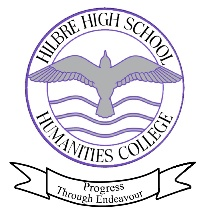 HILBRE HIGH SCHOOL
HUMANITIES COLLEGE
Progress
Through Endeavour